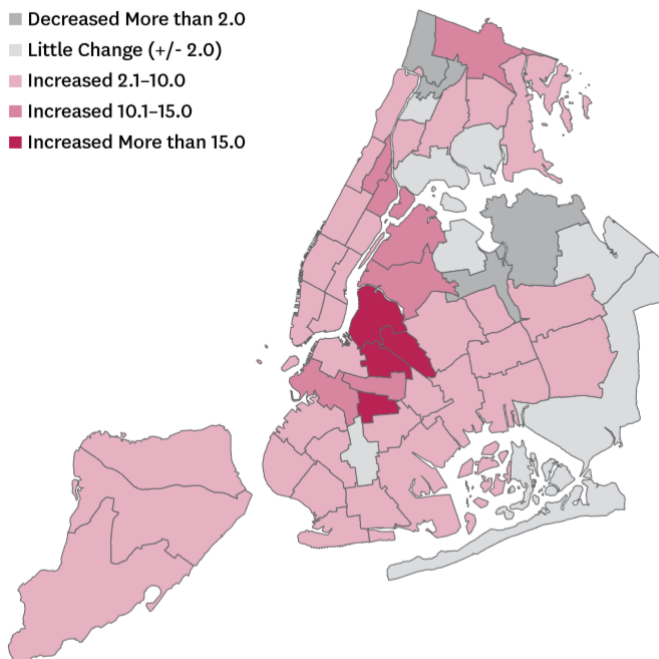 Decreased More than 2.0
Little Change (+/- 2.0)
Increased 2.1–10.0
Increased 10.1–15.0
Increased More than 15.0